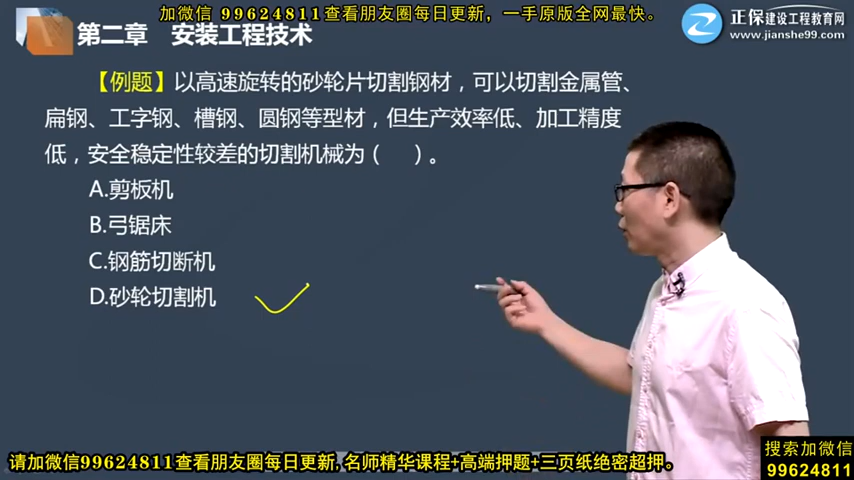 加微信 99624811查看朋友圈每日更新，一手原版全网最快。
第二章 安装工程技术
正保建设工程教育网
www.jianshe99.com
【例题】以高速旋转的砂轮片切割钢材，可以切割金属管、
扁钢、工字钢、槽钢、圆钢等型材，但生产效率低、加工精度
低，安全稳定性较差的切割机械为（ ）。
A.剪板机
B.弓锯床
C.钢筋切断机
D.砂轮切割机
请加微信99624811查看朋友圈每日更新,名师精华课程+高端押题+三页纸绝密超押。
搜索加微信
99624811